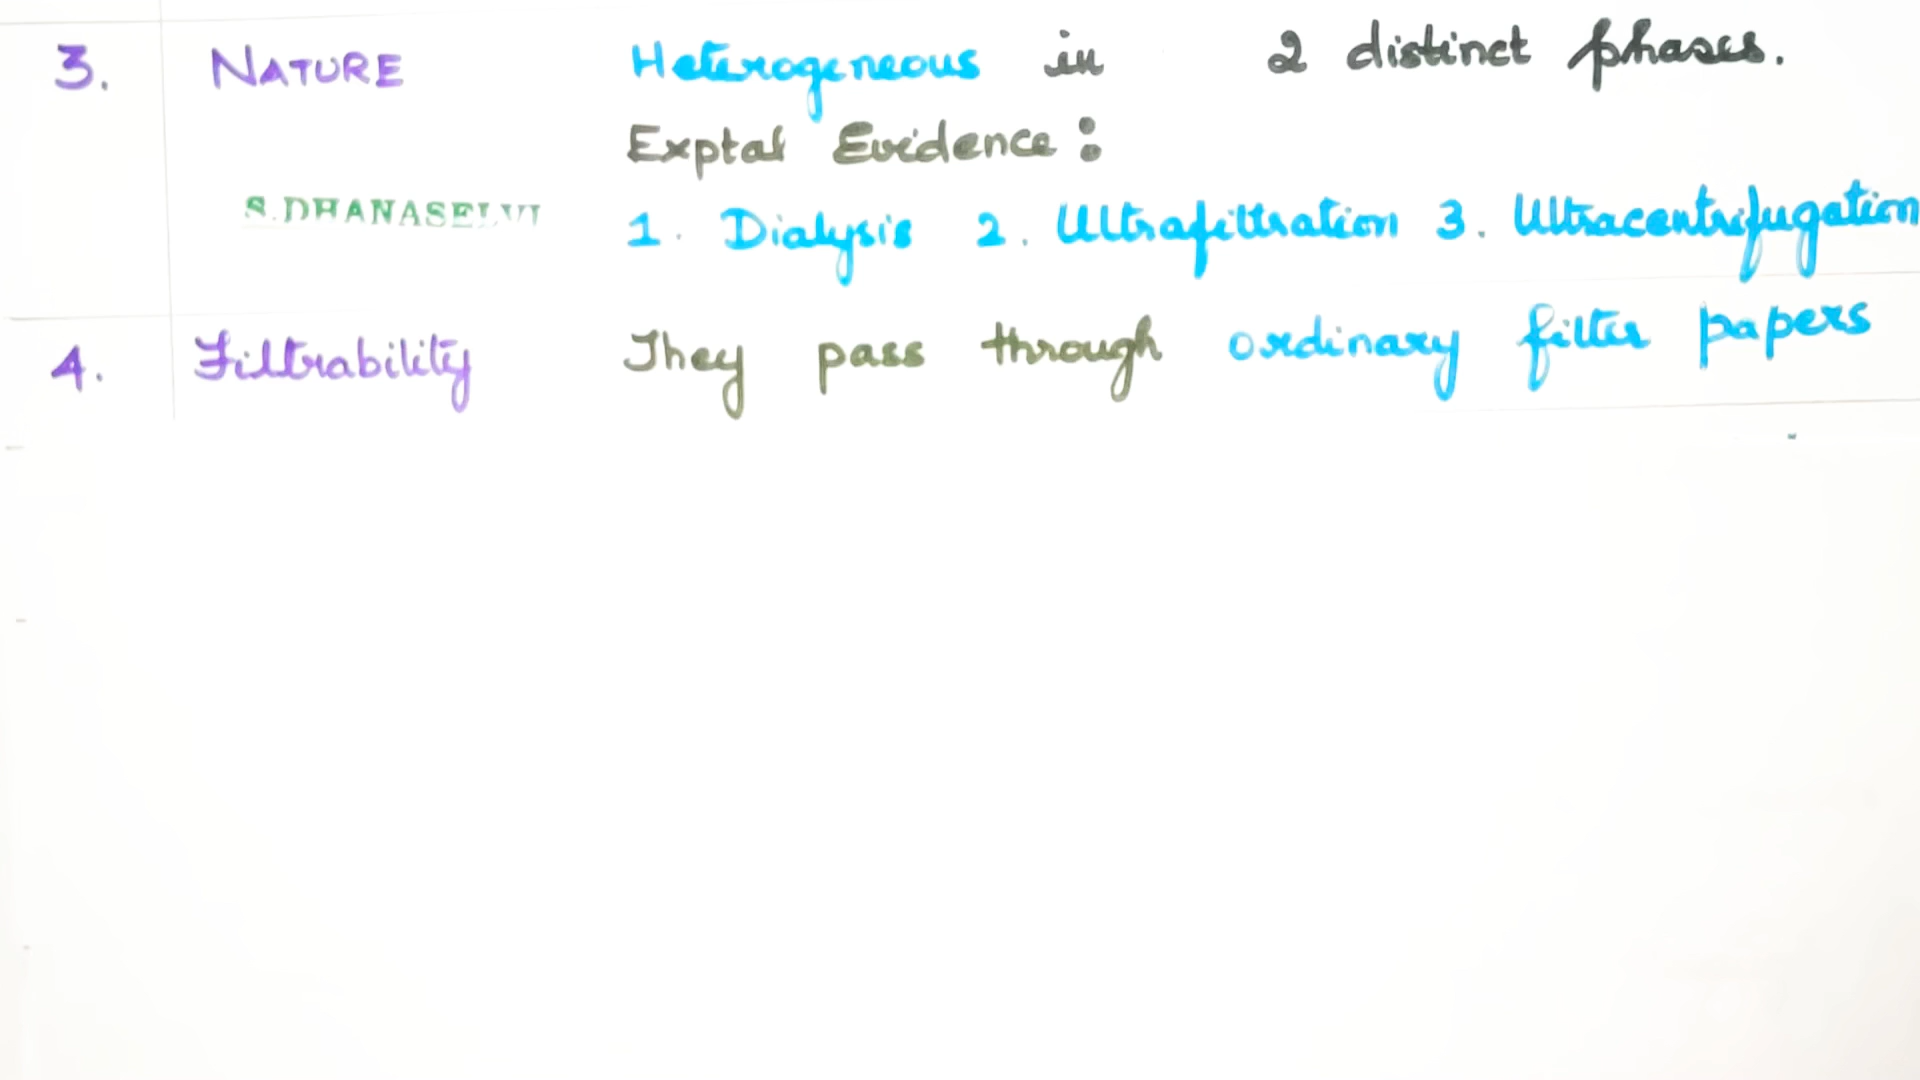 3. NATURE Heterogeneous in 2 distinct phases.
Exptal Evidence :
S.DHANASELVI
1. Dialysis 2. Ultrafiltration 3. Ultracentrifugation
4. Filtrability They pass through ordinary filter papers